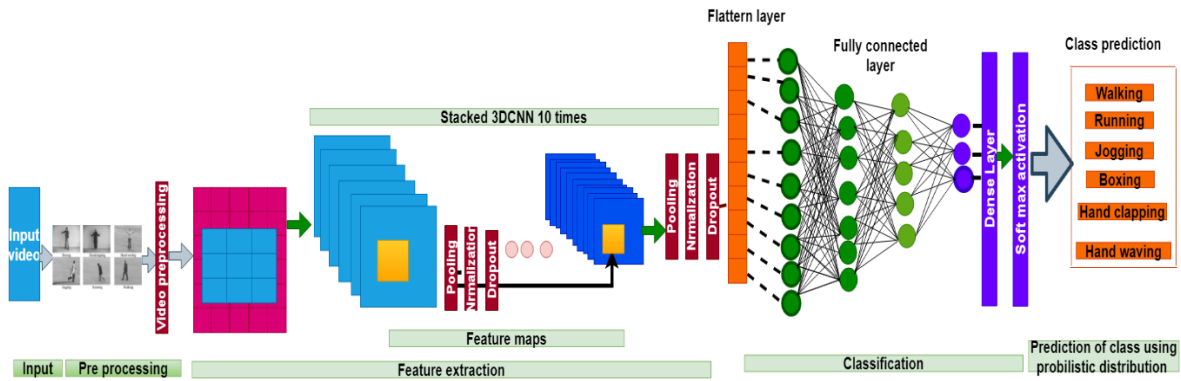 Flattern layer
Fully connected
layer
Class prediction
Stacked 3DCNN 10 times
Input
video
Video preprocessing
Pooling
Nrmalization
Dropout
Pooling
Nrmalization
Dropout
Dense Layer
Soft max activation
Walking
Running
Jogging
Boxing
Hand clapping
Hand waving
Feature maps
Input
Pre processing
Feature extraction
Classification
Prediction of class using
probilistic distribution